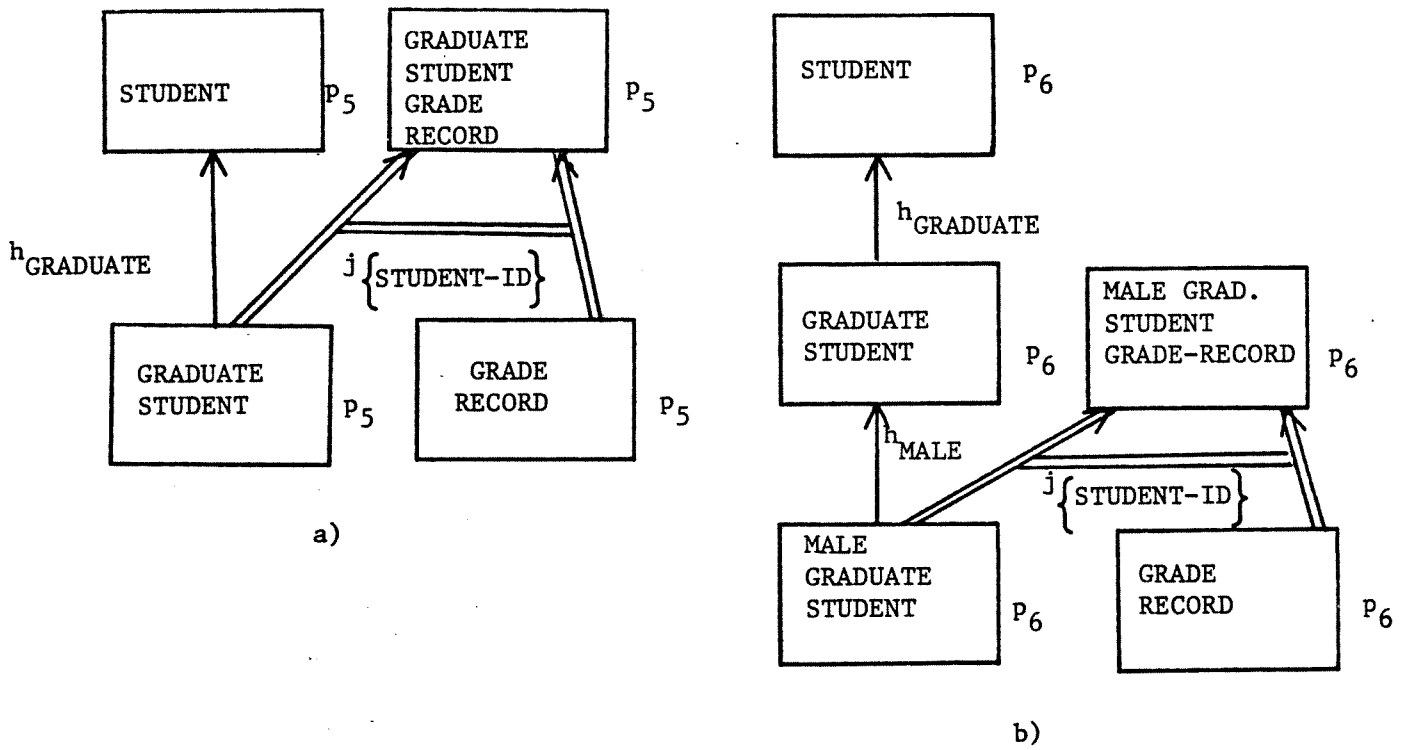 STUDENT
p5
GRADUATE
STUDENT
GRADE
RECORD
p5
hGRADUATE
j{STUDENT-ID}
GRADUATE
STUDENT
p5
GRADE
RECORD
p5
a)
STUDENT
p6
hGRADUATE
GRADUATE
STUDENT
p6
MALE GRAD.
STUDENT
GRADE-RECORD
p6
hMALE
j{STUDENT-ID}
MALE
GRADUATE
STUDENT
p6
GRADE
RECORD
p6
b)